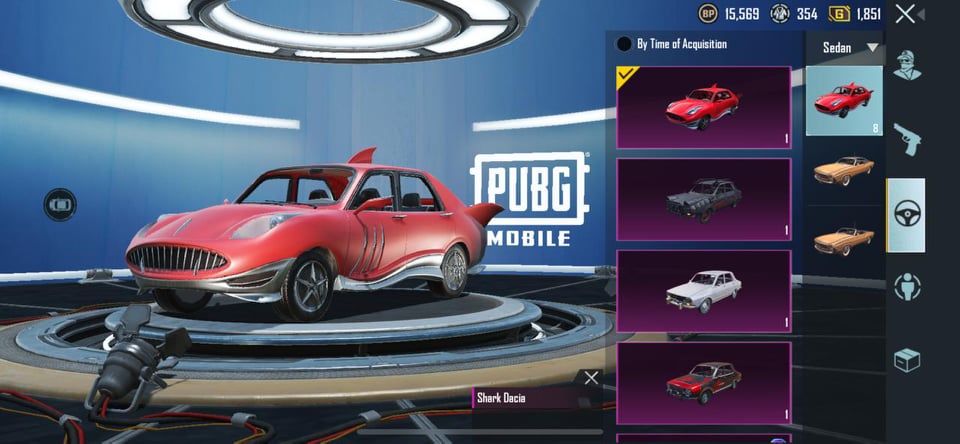 BP 15,569 354 G 1,851
By Time of Acquisition
Sedan
1
8
1
1
1
PUBG
MOBILE
Shark Dacia